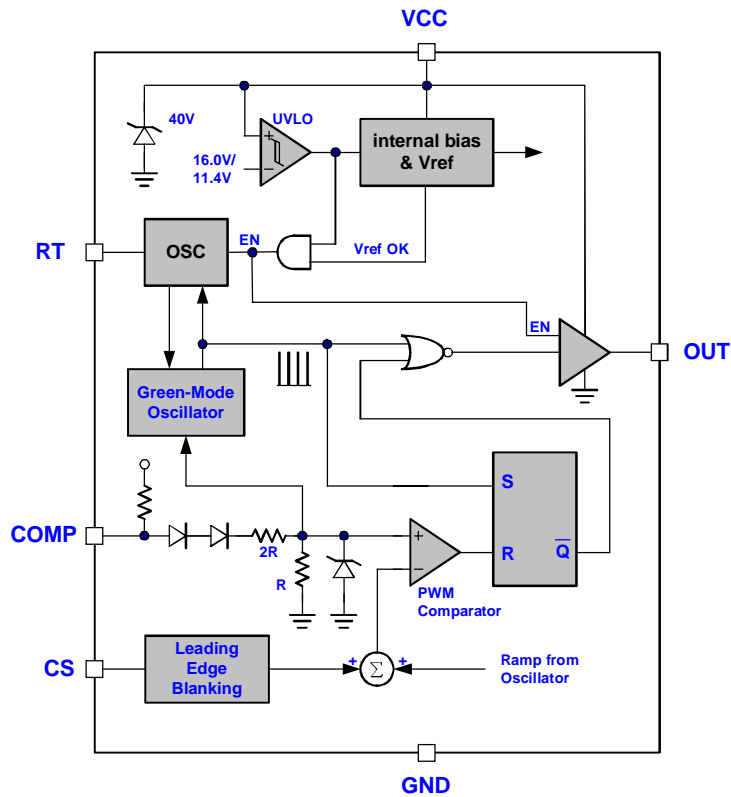 VCC
40V
UVLO
+
−
16.0V/
11.4V
internal bias
& Vref
RT
OSC
EN
Vref OK
EN
OUT
Green-Mode
Oscillator
S
R
Q̅
COMP
2R
R
+
−
PWM
Comparator
CS
Leading
Edge
Blanking
+
Σ
+
Ramp from
Oscillator
GND